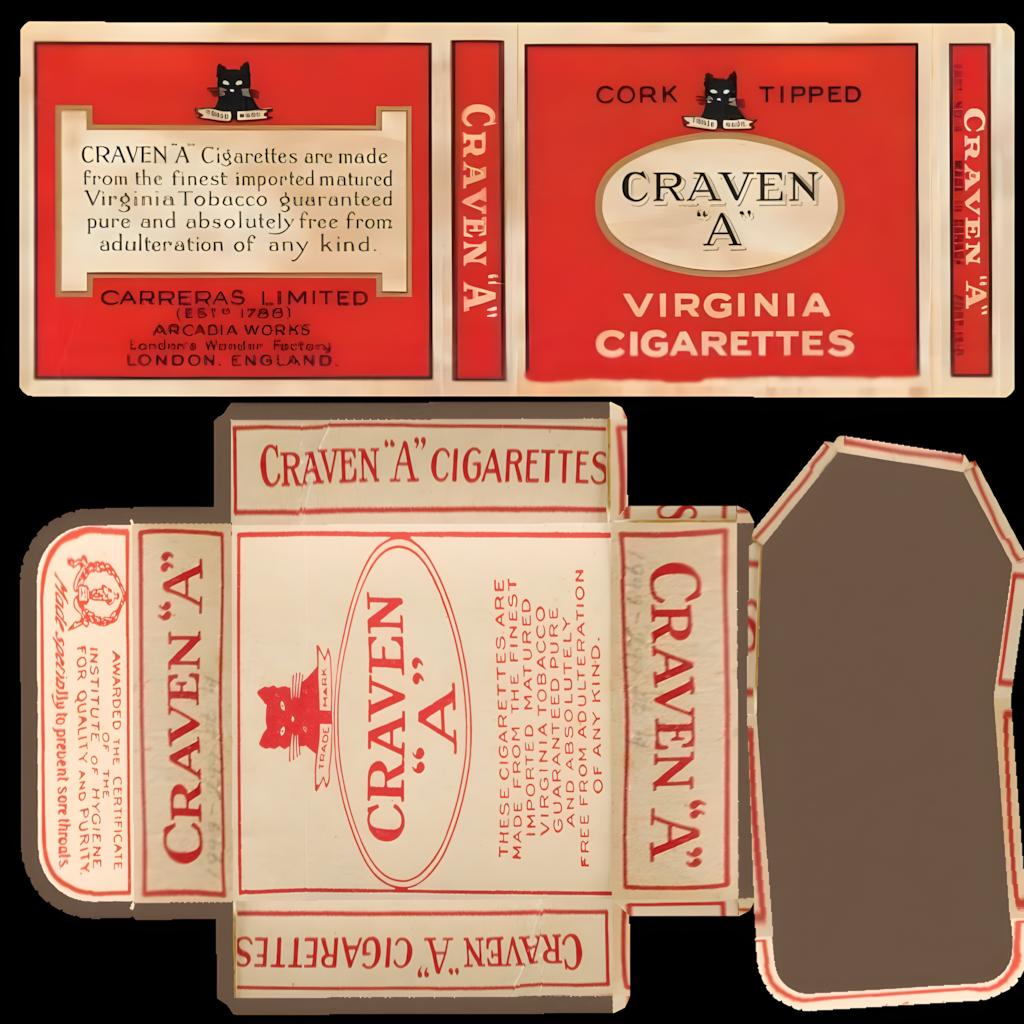 CRAVEN "A" Cigarettes are made
from the finest imported matured
Virginia Tobacco guaranteed
pure and absolutely free from
adulteration of any kind.
CARRERAS LIMITED
(ESTD 1788)
ARCADIA WORKS
London's Wonder Factory
LONDON. ENGLAND.
CRAVEN "A"
CORK TIPPED
CRAVEN
"A"
VIRGINIA
CIGARETTES
CRAVEN "A"
CRAVEN "A" CIGARETTES
AWARDED THE CERTIFICATE
OF THE
INSTITUTE OF HYGIENE
FOR QUALITY AND PURITY.
Made specially to prevent sore throats.
CRAVEN "A"
TRADE MARK
CRAVEN
"A"
THESE CIGARETTES ARE
MADE FROM THE FINEST
IMPORTED MATURED
VIRGINIA TOBACCO
GUARANTEED PURE
AND ABSOLUTELY
FREE FROM ADULTERATION
OF ANY KIND.
S
CRAVEN "A"
CRAVEN "A" CIGARETTES